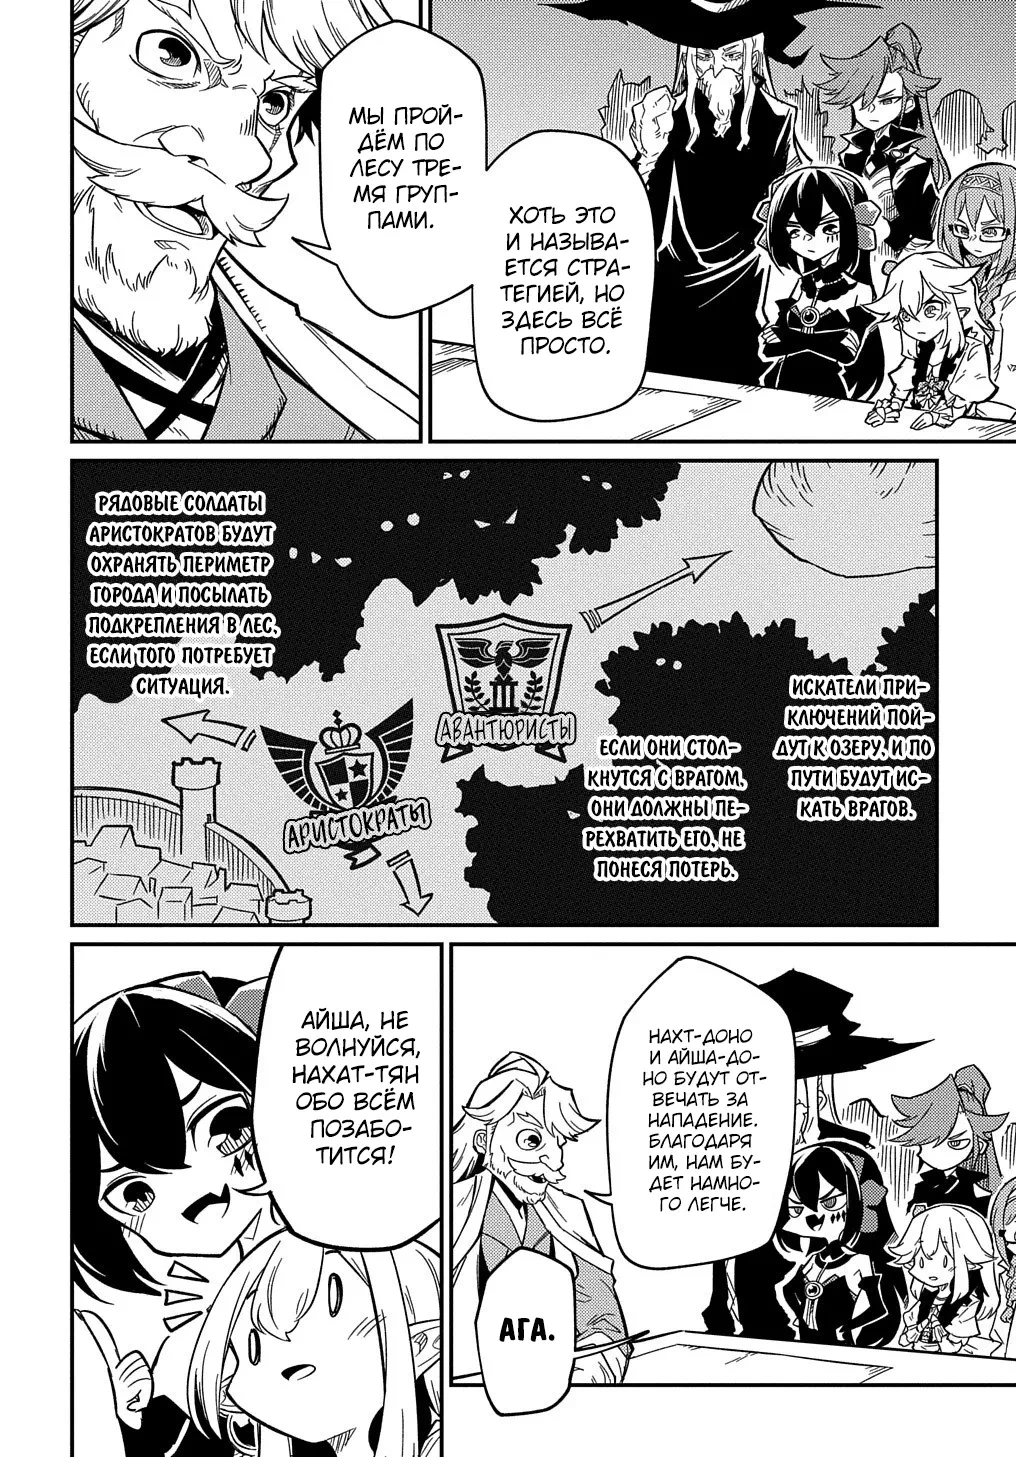 ХОТЬ ЭТО
И НАЗЫВА-
ЕТСЯ СТРА-
ТЕГИЕЙ, НО
ЗДЕСЬ ВСЁ
ПРОСТО.
МЫ ПРОЙ-
ДЁМ ПО
ЛЕСУ ТРЕ-
МЯ ГРУП-
ПАМИ.
ИСКАТЕЛИ ПРИ-
КЛЮЧЕНИЙ ПОЙ-
ДУТ К ОЗЕРУ, И ПО
ПУТИ БУДУТ ИС-
КАТЬ ВРАГОВ.
ЕСЛИ ОНИ СТОЛ-
КНУТСЯ С ВРАГОМ,
ОНИ ДОЛЖНЫ ПЕ-
РЕХВАТИТЬ ЕГО, НЕ
ПОНЕСЯ ПОТЕРЬ.
АВАНТЮРИСТЫ
АРИСТОКРАТЫ
РЯДОВЫЕ СОЛДАТЫ
АРИСТОКРАТОВ БУДУТ
ОХРАНЯТЬ ПЕРИМЕТР
ГОРОДА И ПОСЫЛАТЬ
ПОДКРЕПЛЕНИЯ В ЛЕС,
ЕСЛИ ТОГО ПОТРЕБУЕТ
СИТУАЦИЯ.
НАХТ-ДОНО
И АЙША-ДО-
НО БУДУТ ОТ-
ВЕЧАТЬ ЗА
НАПАДЕНИЕ.
БЛАГОДАРЯ
ИМ, НАМ БУ-
ДЕТ НАМНО-
ГО ЛЕГЧЕ.
АГА.
АЙША, НЕ
ВОЛНУЙСЯ,
НАХАТ-ТЯН
ОБО ВСЁМ
ПОЗАБО-
ТИТСЯ!